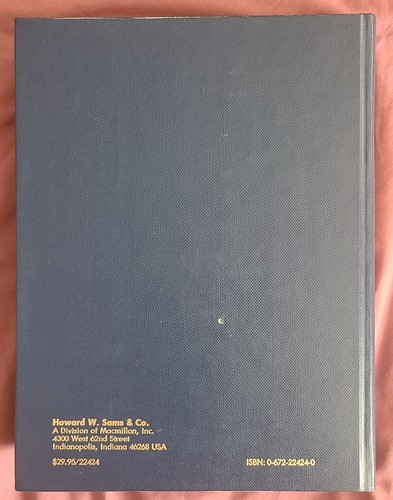 Howard W. Sams & Co.
A Division of Macmillan, Inc.
4300 West 62nd Street
Indianapolis, Indiana 46268 USA
$29.95/22424
ISBN: 0-672-22424-0